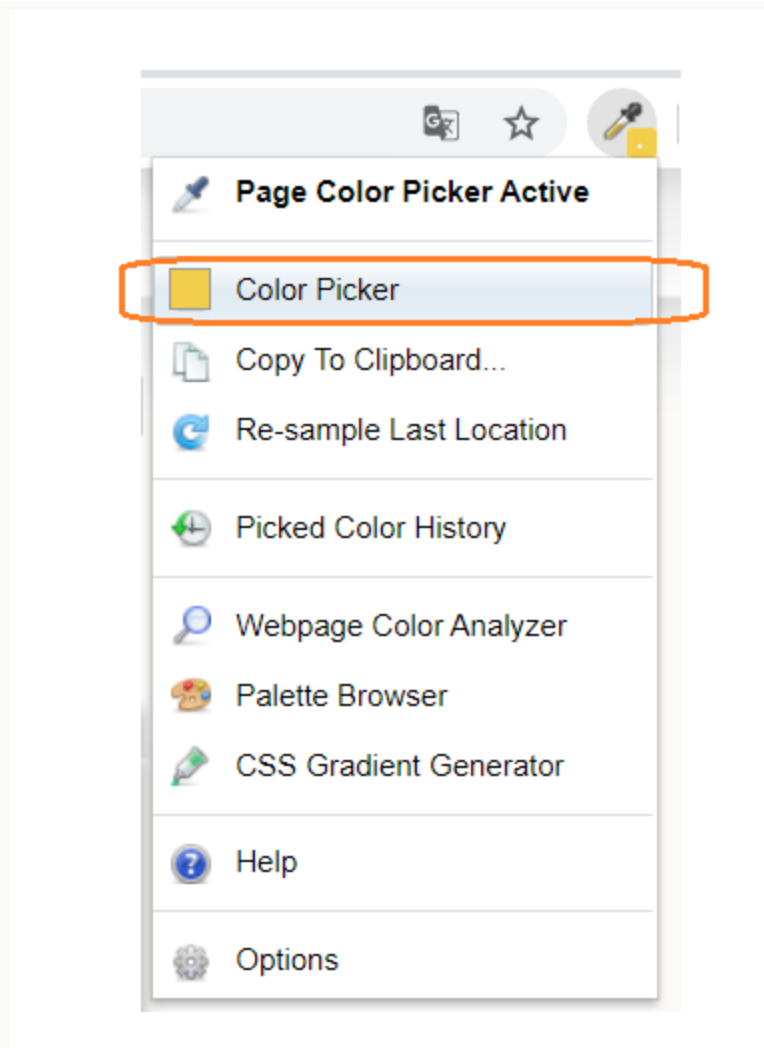 Page Color Picker Active
Color Picker
Copy To Clipboard...
Re-sample Last Location
Picked Color History
Webpage Color Analyzer
Palette Browser
CSS Gradient Generator
Help
Options